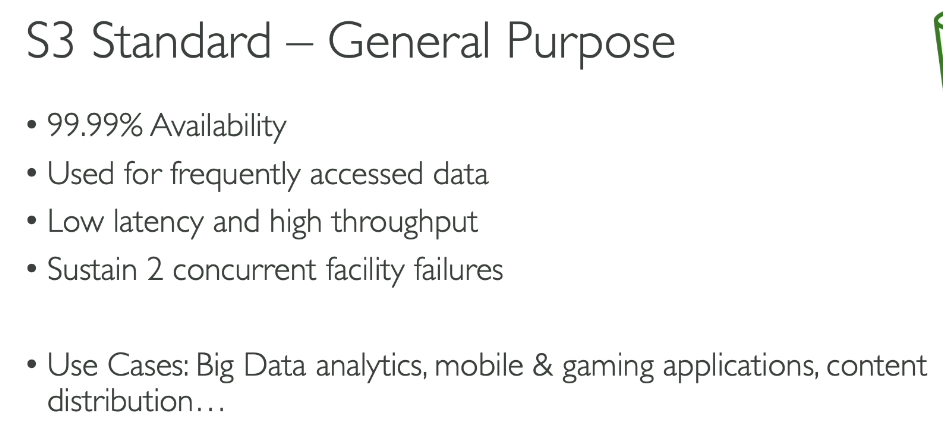 S3 Standard – General Purpose
• 99.99% Availability
• Used for frequently accessed data
• Low latency and high throughput
• Sustain 2 concurrent facility failures
• Use Cases: Big Data analytics, mobile & gaming applications, content
distribution…